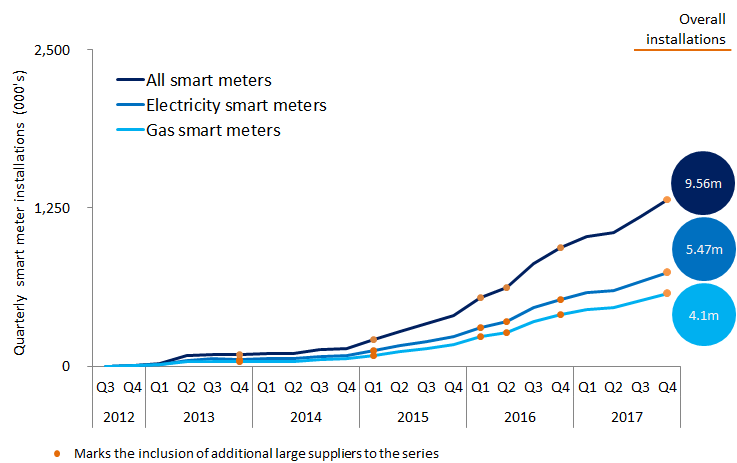 Overall
installations
2,500
Quarterly smart meter installations (000's)
All smart meters
Electricity smart meters
Gas smart meters
9.56m
1,250
5.47m
4.1m
0
Q3 Q4 Q1 Q2 Q3 Q4 Q1 Q2 Q3 Q4 Q1 Q2 Q3 Q4 Q1 Q2 Q3 Q4 Q1 Q2 Q3 Q4
2012 2013 2014 2015 2016 2017
Marks the inclusion of additional large suppliers to the series